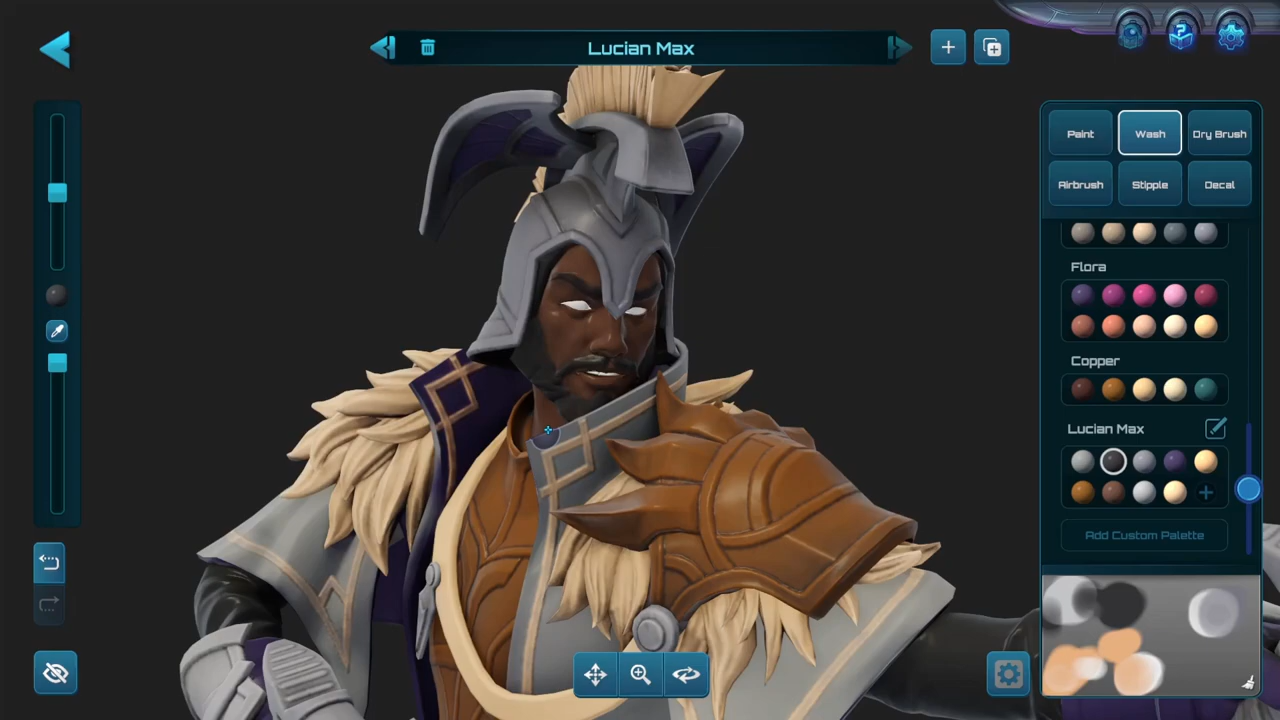 Lucian Max
Paint
Wash
Dry Brush
Airbrush
Stipple
Decal
Flora
Copper
Lucian Max
Add Custom Palette